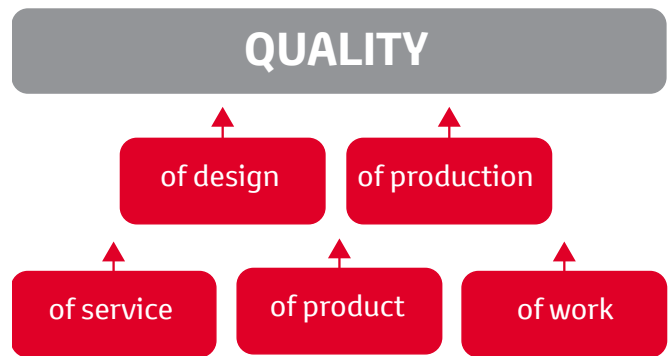 QUALITY
of design
of production
of service
of product
of work